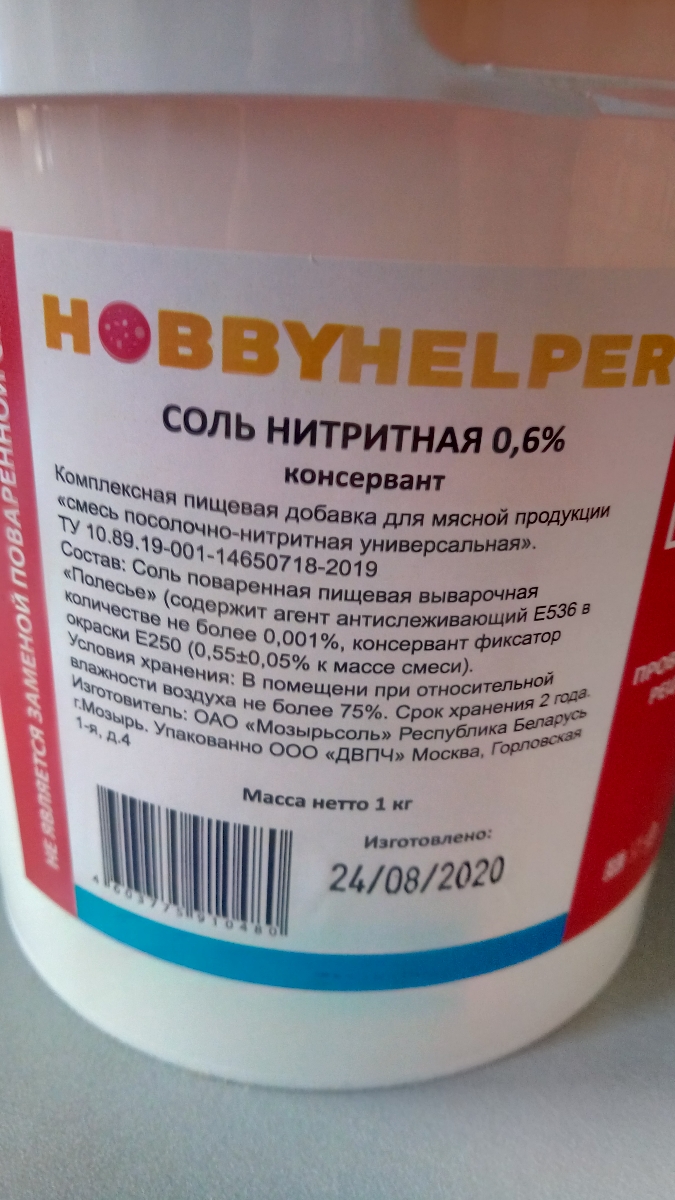 HOBBYHELPER
СОЛЬ НИТРИТНАЯ 0,6%
консервант
Комплексная пищевая добавка для мясной продукции
«смесь посолочно-нитритная универсальная».
ТУ 10.89.19-001-14650718-2019
Состав: Соль поваренная пищевая выварочная
«Полесье» (содержит агент антислеживающий Е536 в
количестве не более 0,001%, консервант фиксатор
окраски Е250 (0,55±0,05% к массе смеси).
Условия хранения: В помещени при относительной
влажности воздуха не более 75%. Срок хранения 2 года.
Изготовитель: ОАО «Мозырьсоль» Республика Беларусь
г.Мозырь. Упакованно ООО «ДВПЧ» Москва, Горловская
1-я, д.4
Масса нетто 1 кг
Изготовлено:
24/08/2020
4603775910480
НЕ ЯВЛЯЕТСЯ ЗАМЕНОЙ ПОВАРЕННОЙ